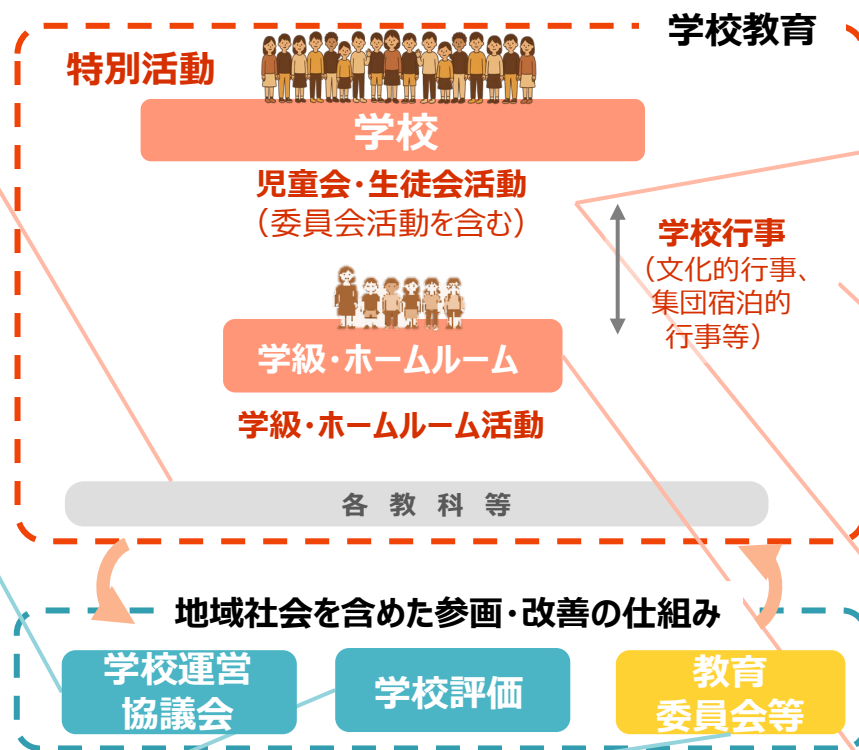 学校教育
特別活動
学校
児童会・生徒会活動
（委員会活動を含む）
学校行事
（文化的行事、
集団宿泊的
行事等）
学級・ホームルーム
学級・ホームルーム活動
各教科等
地域社会を含めた参画・改善の仕組み
学校運営
協議会
学校評価
教育
委員会等